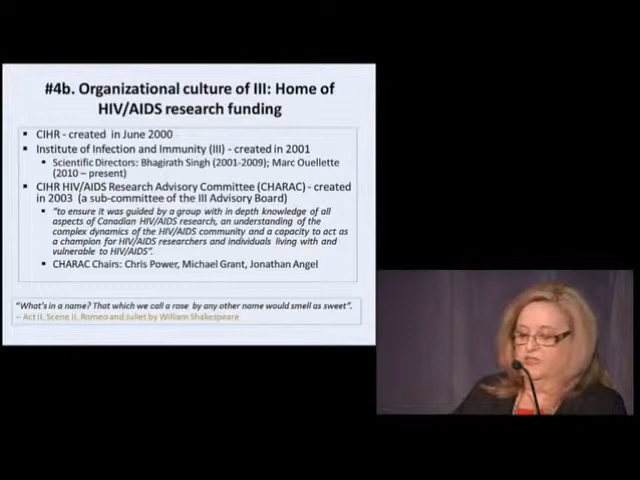 #4b. Organizational culture of III: Home of
HIV/AIDS research funding
CIHR - created in June 2000
Institute of Infection and Immunity (III) - created in 2001
Scientific Directors: Bhagirath Singh (2001-2009); Marc Ouellette
(2010 – present)
CIHR HIV/AIDS Research Advisory Committee (CHARAC) - created
in 2003 (a sub-committee of the III Advisory Board)
"to ensure it was guided by a group with in depth knowledge of all
aspects of Canadian HIV/AIDS research, an understanding of the
complex dynamics of the HIV/AIDS community and a capacity to act as
a champion for HIV/AIDS researchers and individuals living with and
vulnerable to HIV/AIDS".
CHARAC Chairs: Chris Power, Michael Grant, Jonathan Angel
"What's in a name? That which we call a rose by any other name would smell as sweet".
– Act II, Scene II, Romeo and Juliet by William Shakespeare